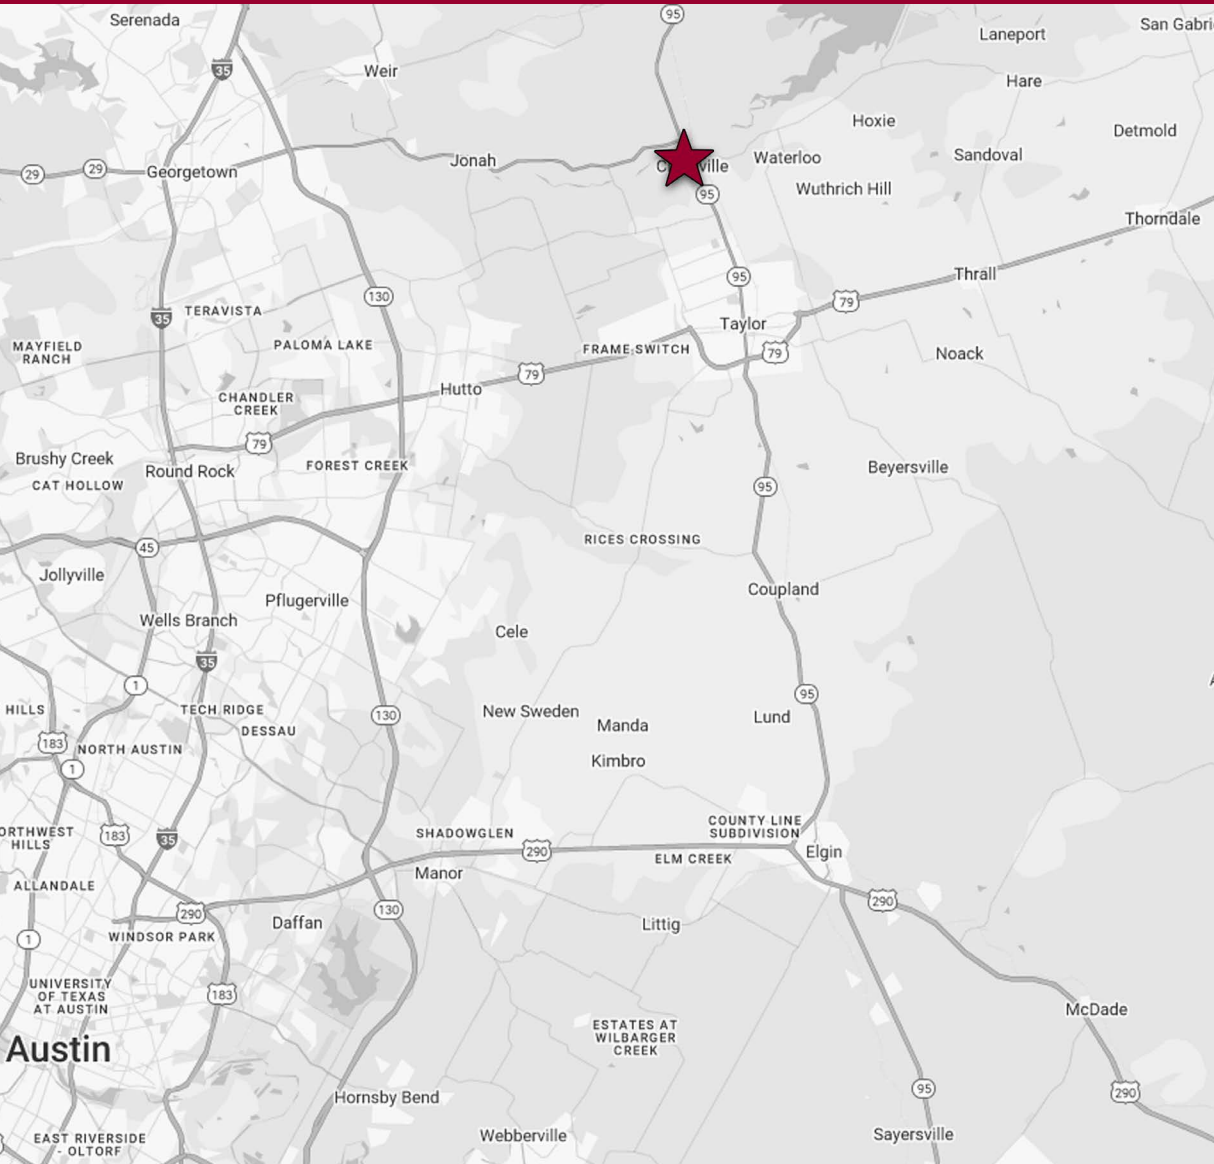 95
Serenada
San Gabri
Laneport
35
Weir
Hare
Hoxie
Detmold
Waterloo
Sandoval
Jonah
29
29
Georgetown
ville
Wuthrich Hill
95
Thorndale
95
Thrall
130
79
TERAVISTA
35
Taylor
MAYFIELD
RANCH
PALOMA LAKE
FRAME SWITCH
79
Noack
79
Hutto
CHANDLER
CREEK
79
Brushy Creek
Round Rock
FOREST CREEK
Beyersville
CAT HOLLOW
95
RICES CROSSING
45
Jollyville
Coupland
Pflugerville
Wells Branch
Cele
35
1
95
HILLS
TECH RIDGE
New Sweden
130
Lund
Manda
DESSAU
183
NORTH AUSTIN
Kimbro
1
ORTHWEST
HILLS
183
35
SHADOWGLEN
COUNTY LINE
SUBDIVISION
290
Elgin
ELM CREEK
Manor
ALLANDALE
290
290
130
Daffan
Littig
1
WINDSOR PARK
UNIVERSITY
OF TEXAS
AT AUSTIN
183
McDade
ESTATES AT
WILBARGER
CREEK
Austin
95
290
Hornsby Bend
Webberville
Sayersville
EAST RIVERSIDE
- OLTORF